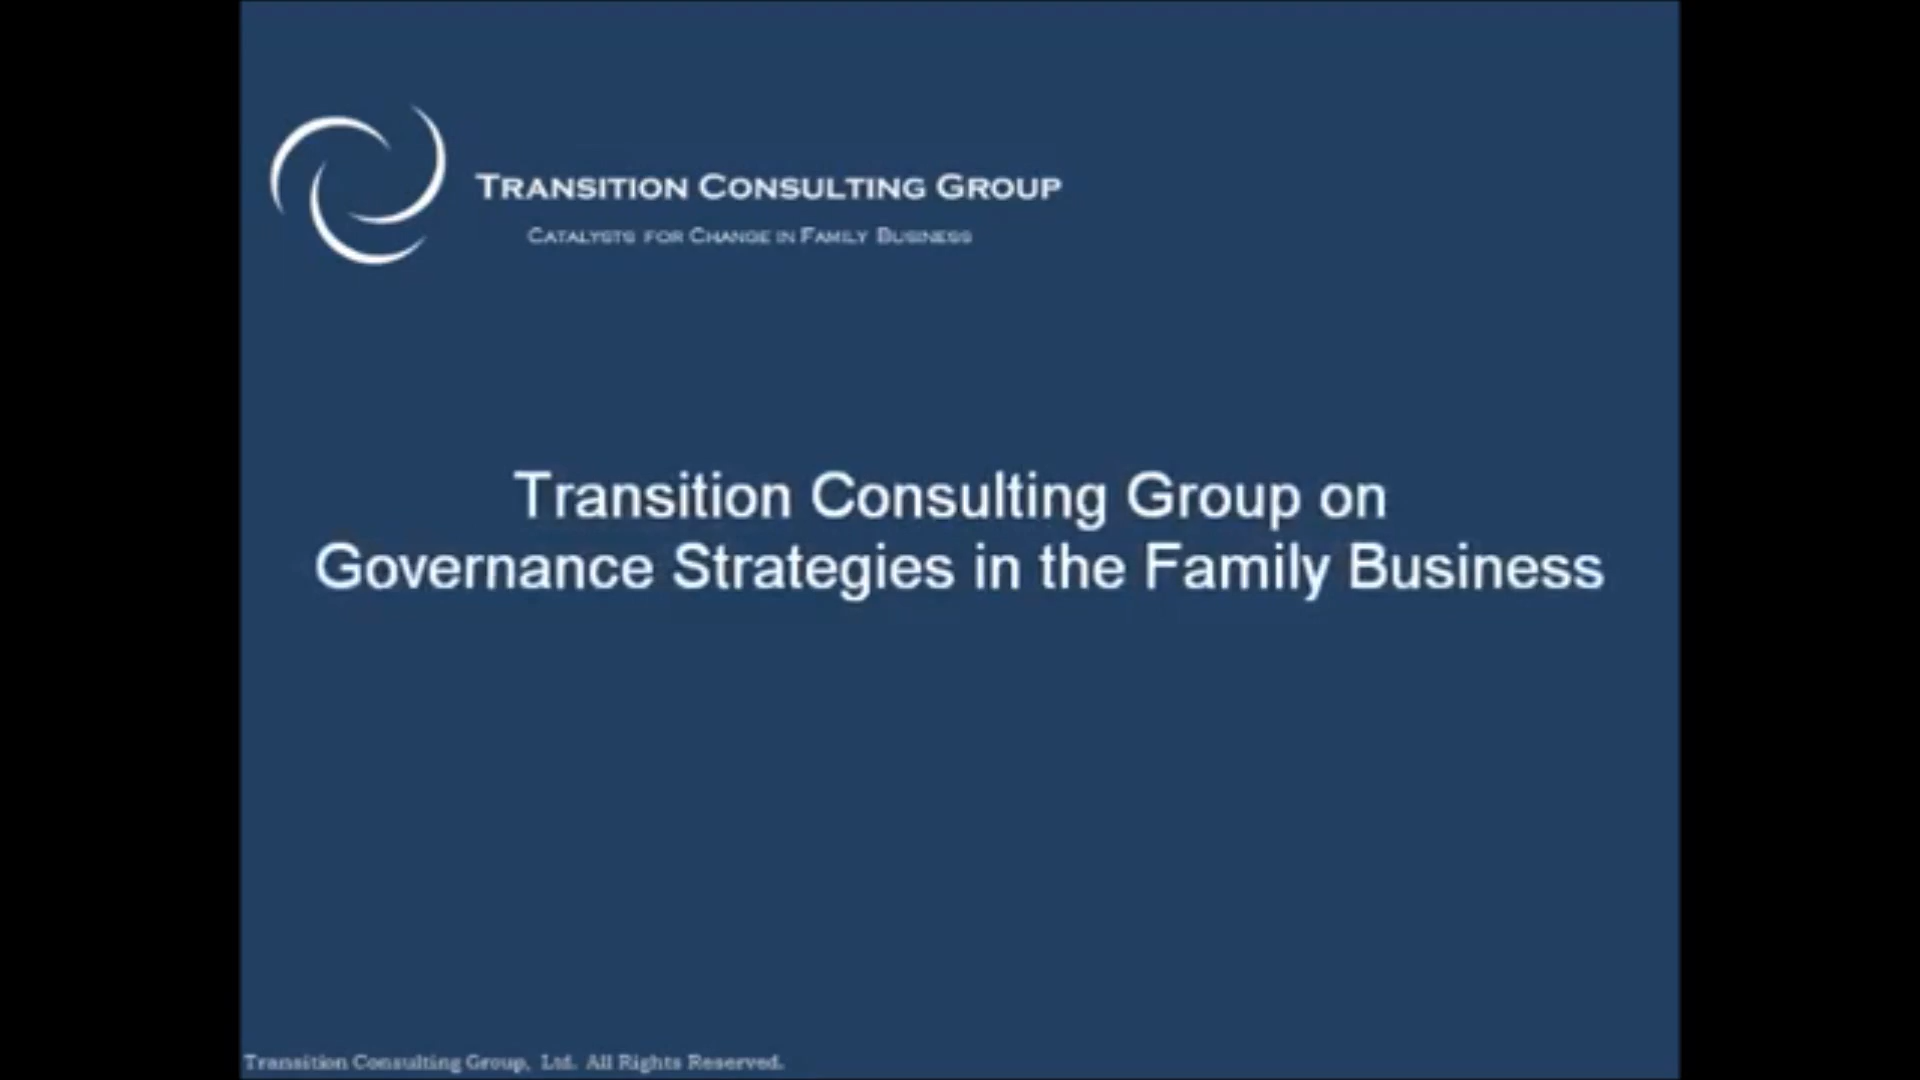 TRANSITION CONSULTING GROUP
CATALYSTS FOR CHANGE IN FAMILY BUSINESS
Transition Consulting Group on
Governance Strategies in the Family Business
Transition Consulting Group, Ltd. All Rights Reserved.